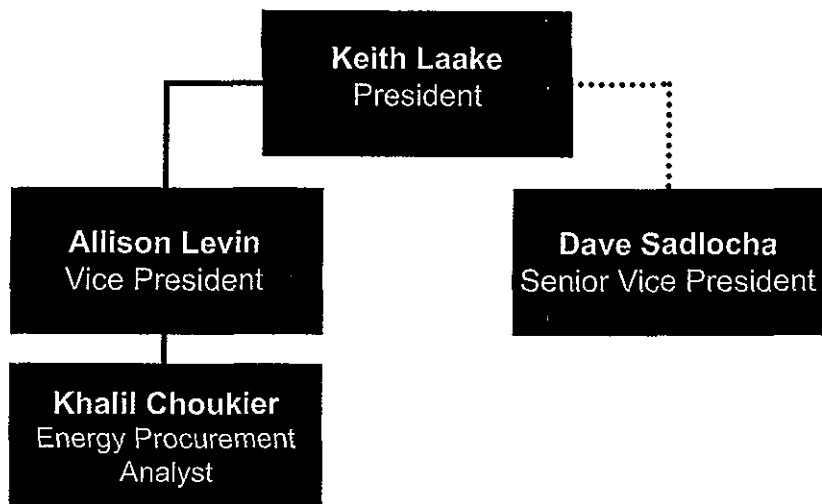 Keith Laake
President
Allison Levin
Vice President
Dave Sadlocha
Senior Vice President
Khalil Choukier
Energy Procurement
Analyst